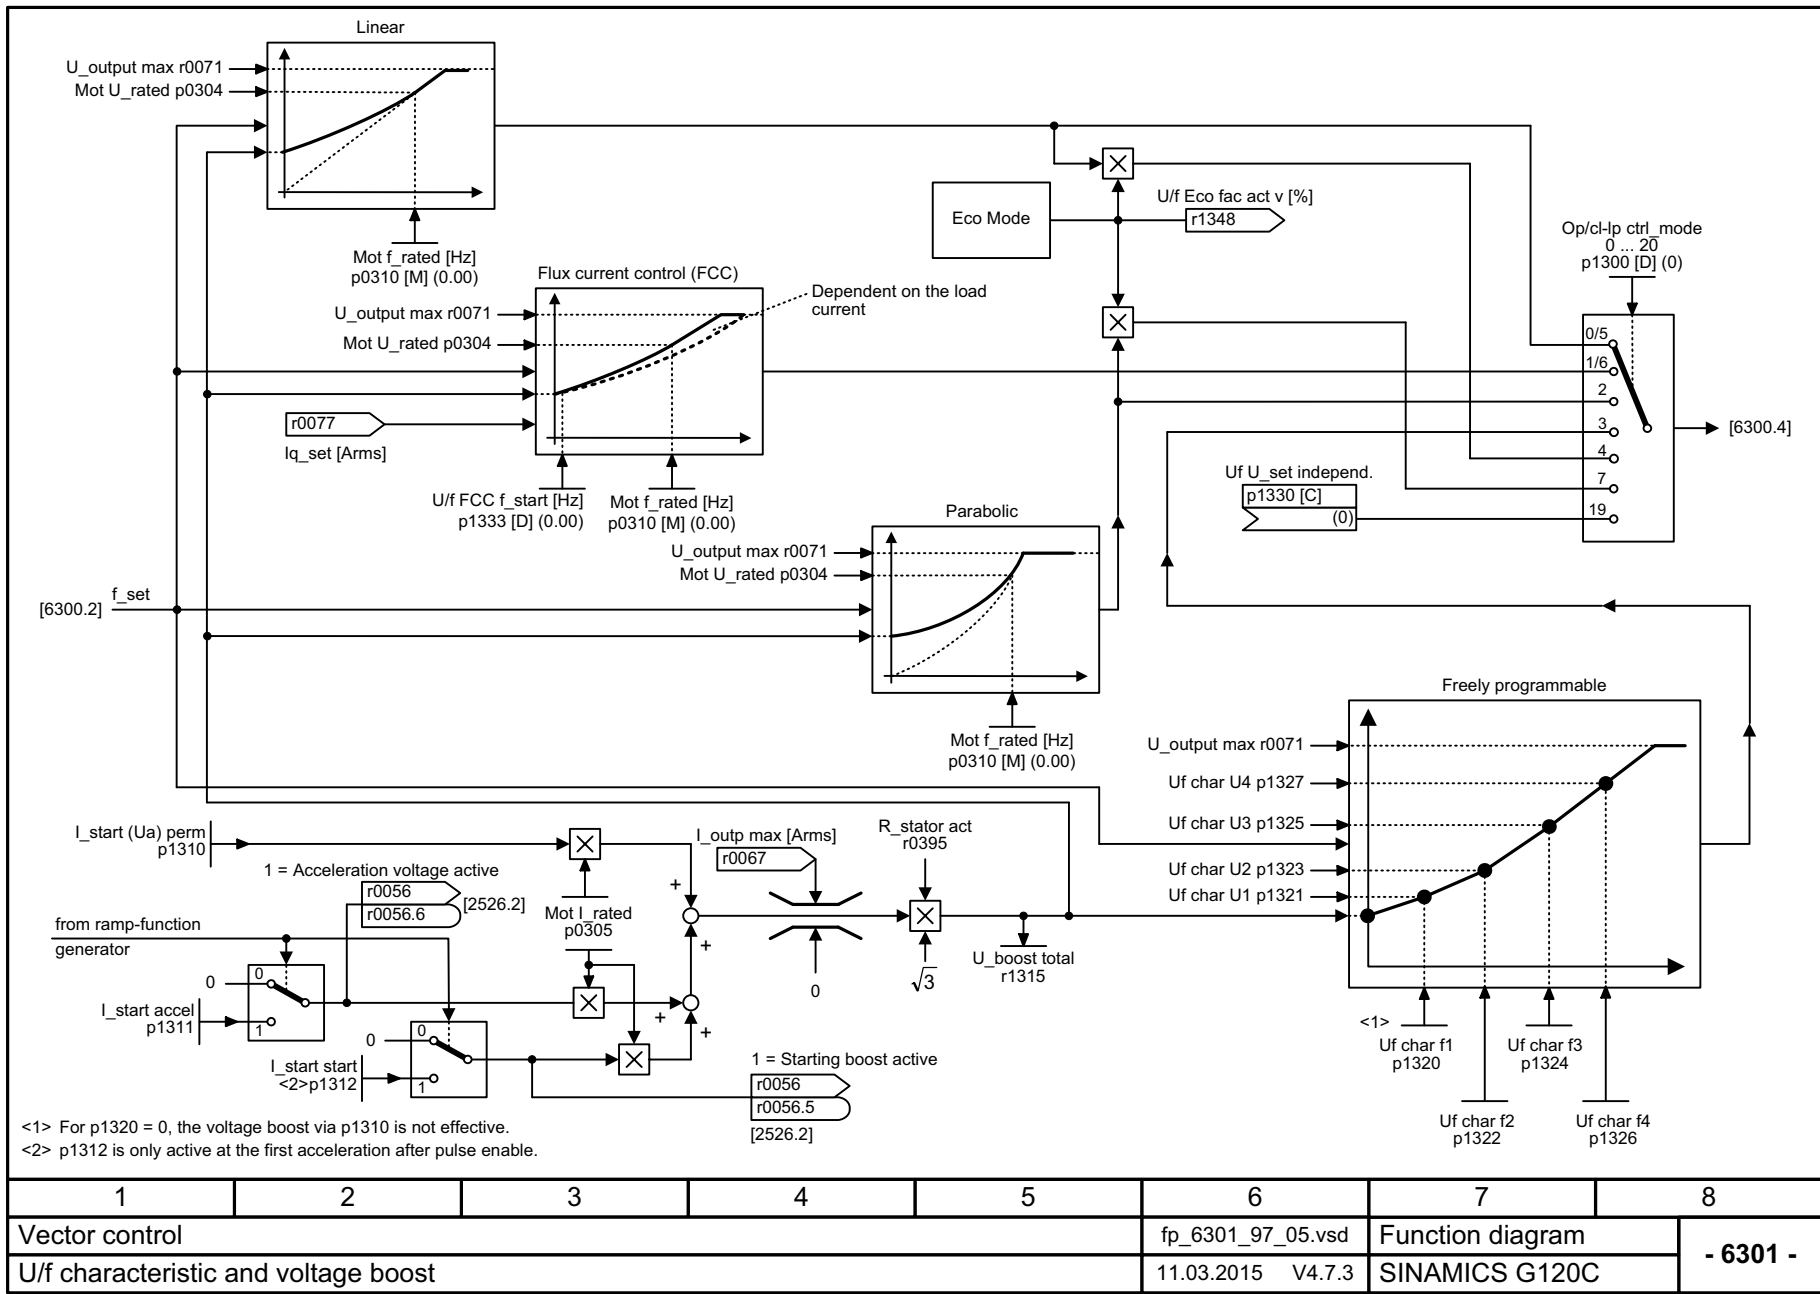 Linear
U_output max r0071
Mot U_rated p0304
Mot f_rated [Hz]
p0310 [M] (0.00)
Eco Mode
U/f Eco fac act v [%]
r1348
Op/cl-lp ctrl_mode
0 ... 20
p1300 [D] (0)
Flux current control (FCC)
U_output max r0071
Mot U_rated p0304
Dependent on the load
current
r0077
Iq_set [Arms]
U/f FCC f_start [Hz]
p1333 [D] (0.00)
Mot f_rated [Hz]
p0310 [M] (0.00)
0/5
1/6
2
3
4
7
19
[6300.4]
Uf U_set independ.
p1330 [C]
(0)
Parabolic
U_output max r0071
Mot U_rated p0304
Mot f_rated [Hz]
p0310 [M] (0.00)
[6300.2]
f_set
Freely programmable
U_output max r0071
Uf char U4 p1327
Uf char U3 p1325
Uf char U2 p1323
Uf char U1 p1321
<1>
Uf char f1
p1320
Uf char f3
p1324
Uf char f2
p1322
Uf char f4
p1326
I_start (Ua) perm
p1310
1 = Acceleration voltage active
r0056
r0056.6
[2526.2]
from ramp-function
generator
Mot I_rated
p0305
I_outp max [Arms]
r0067
R_stator act
r0395
+
+
+
+
0
√3
U_boost total
r1315
0
0
1
I_start accel
p1311
0
0
1
I_start start
<2>p1312
1 = Starting boost active
r0056
r0056.5
[2526.2]
<1> For p1320 = 0, the voltage boost via p1310 is not effective.
<2> p1312 is only active at the first acceleration after pulse enable.
1 2 3 4 5 6 7 8
Vector control
fp_6301_97_05.vsd
Function diagram
- 6301 -
U/f characteristic and voltage boost
11.03.2015 V4.7.3
SINAMICS G120C